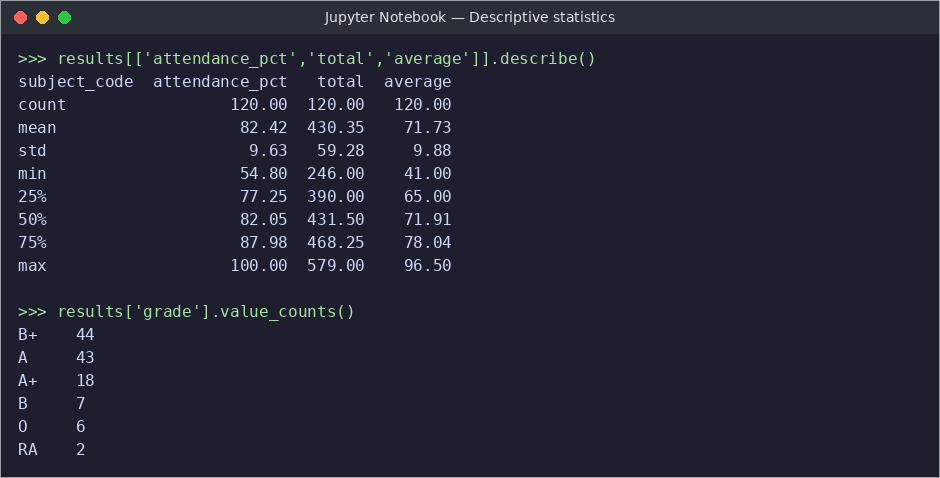 Jupyter Notebook — Descriptive statistics
>>> results[['attendance_pct','total','average']].describe()
subject_code  attendance_pct   total  average
count                 120.00  120.00   120.00
mean                   82.42  430.35    71.73
std                     9.63   59.28     9.88
min                    54.80  246.00    41.00
25%                    77.25  390.00    65.00
50%                    82.05  431.50    71.91
75%                    87.98  468.25    78.04
max                   100.00  579.00    96.50
>>> results['grade'].value_counts()
B+    44
A     43
A+    18
B     7
O     6
RA    2